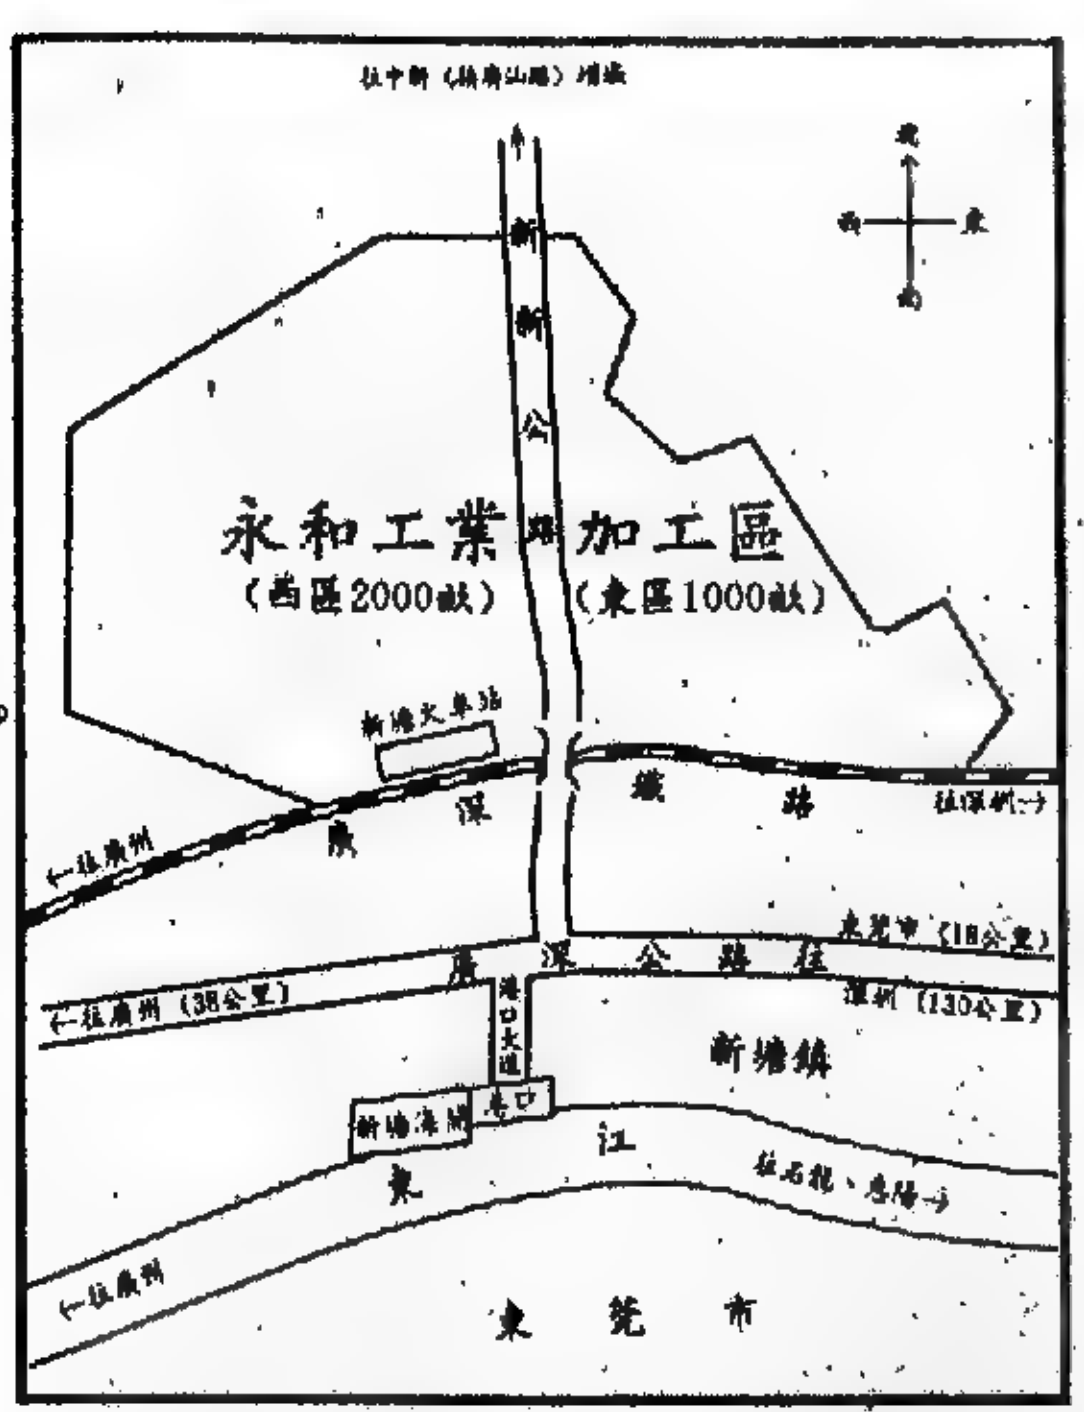 往中新（接廣汕路）增城
北
西 東
南
新新公路
永和工業 加工區
（西區2000畝） （東區1000畝）
新塘火車站
廣深鐵路
往深圳→
←往廣州
東莞市（18公里）
廣深公路往
←往廣州（38公里）
深圳（130公里）
港口大道
新塘鎮
新塘海關
港口
東江
往石龍、惠陽→
←往廣州
東莞市